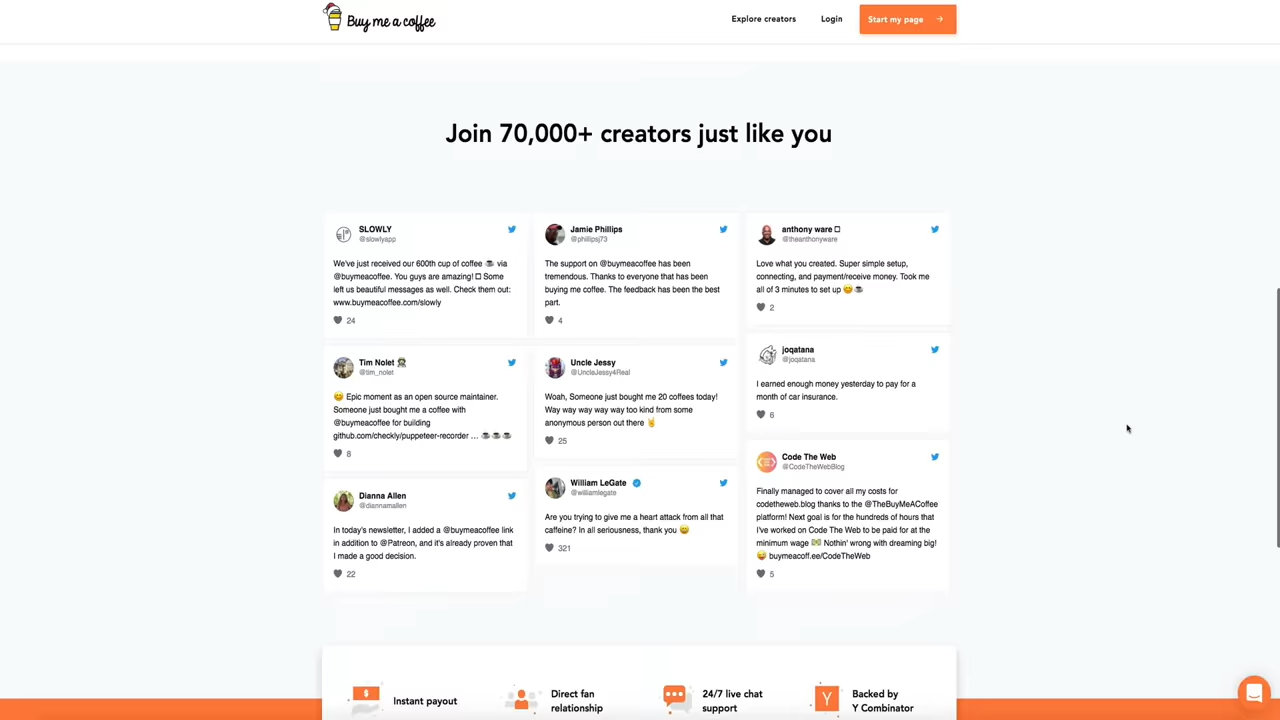 Buy me a coffee
Explore creators
Login
Start my page →
Join 70,000+ creators just like you
SLOWLY
@slowlyapp
We've just received our 600th cup of coffee ☕ via
@buymeacoffee. You guys are amazing! □ Some
left us beautiful messages as well. Check them out:
www.buymeacoffee.com/slowly
24
Tim Nolet
@tim_nolet
😊 Epic moment as an open source maintainer.
Someone just bought me a coffee with
@buymeacoffee for building
github.com/checkly/puppeteer-recorder ... ☕☕☕
8
Dianna Allen
@diannamallen
In today's newsletter, I added a @buymeacoffee link
in addition to @Patreon, and it's already proven that
I made a good decision.
22
Jamie Phillips
@phillipsj73
The support on @buymeacoffee has been
tremendous. Thanks to everyone that has been
buying me coffee. The feedback has been the best
part.
4
Uncle Jessy
@UncleJessy4Real
Woah, Someone just bought me 20 coffees today!
Way way way way way too kind from some
anonymous person out there 🤘
25
William LeGate
@williamlegate
Are you trying to give me a heart attack from all that
caffeine? In all seriousness, thank you 😄
321
anthony ware □
@theanthonyware
Love what you created. Super simple setup,
connecting, and payment/receive money. Took me
all of 3 minutes to set up 😊☕
2
joqatana
@joqatana
I earned enough money yesterday to pay for a
month of car insurance.
6
Code The Web
@CodeTheWebBlog
Finally managed to cover all my costs for
codetheweb.blog thanks to the @TheBuyMeACoffee
platform! Next goal is for the hundreds of hours that
I've worked on Code The Web to be paid for at the
minimum wage 💸 Nothin' wrong with dreaming big!
😄 buymeacoff.ee/CodeTheWeb
5
$
Instant payout
Direct fan
relationship
24/7 live chat
support
Y
Backed by
Y Combinator